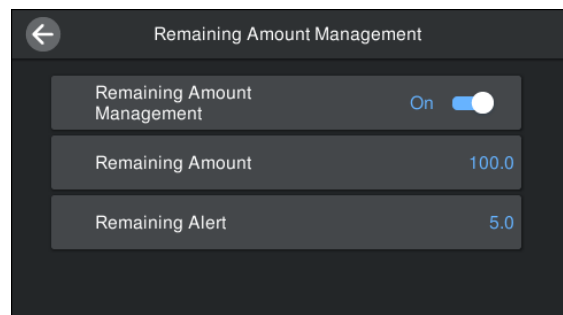 Remaining Amount Management
Remaining Amount
Management
On
Remaining Amount
100.0
Remaining Alert
5.0